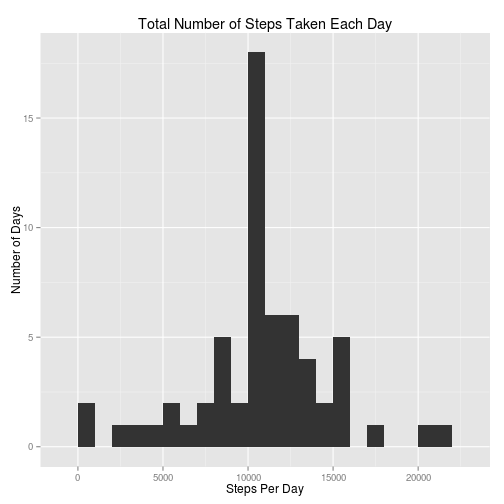 Total Number of Steps Taken Each Day
15
10
5
0
Number of Days
0 5000 10000 15000 20000
Steps Per Day